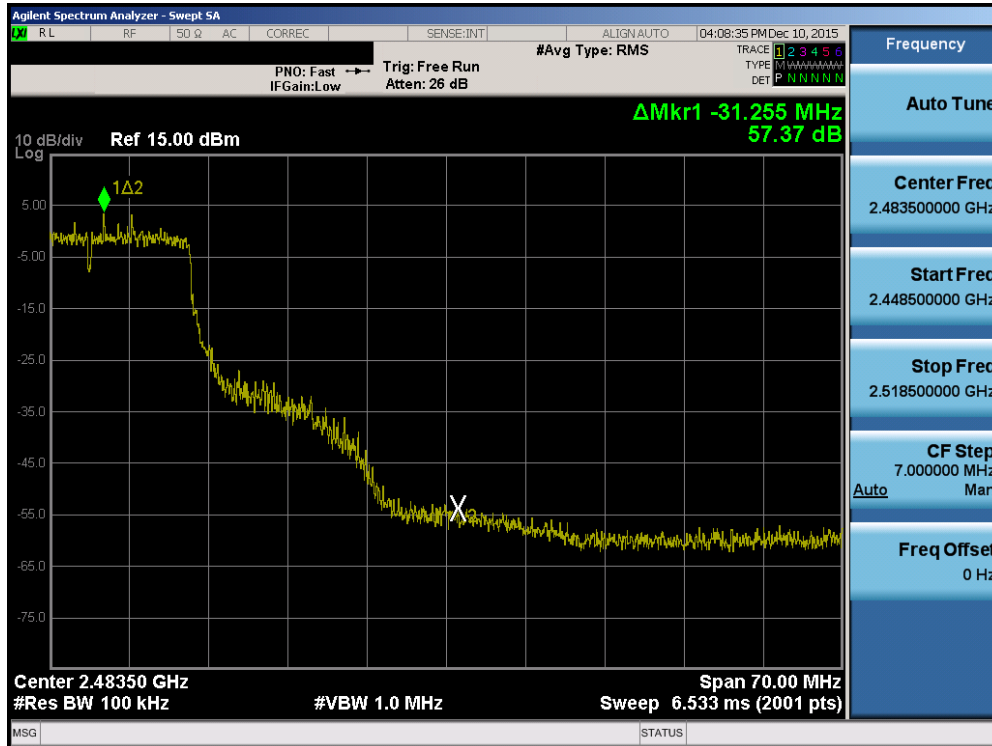 Agilent Spectrum Analyzer - Swept SA
LXI RL RF 50 Ω AC CORREC SENSE:INT ALIGN AUTO 04:08:35 PM Dec 10, 2015
Frequency
#Avg Type: RMS
TRACE 1 2 3 4 5 6
TYPE M
DET P N N N N N
PNO: Fast Trig: Free Run
IFGain:Low Atten: 26 dB
Auto Tune
ΔMkr1 -31.255 MHz
57.37 dB
10 dB/div Ref 15.00 dBm
Log
1Δ2
5.00
-5.00
-15.0
-25.0
-35.0
-45.0
-55.0
-65.0
-75.0
Center Freq
2.483500000 GHz
Start Freq
2.448500000 GHz
Stop Freq
2.518500000 GHz
CF Step
7.000000 MHz
Auto Man
Freq Offset
0 Hz
Center 2.48350 GHz Span 70.00 MHz
#Res BW 100 kHz #VBW 1.0 MHz Sweep 6.533 ms (2001 pts)
MSG STATUS